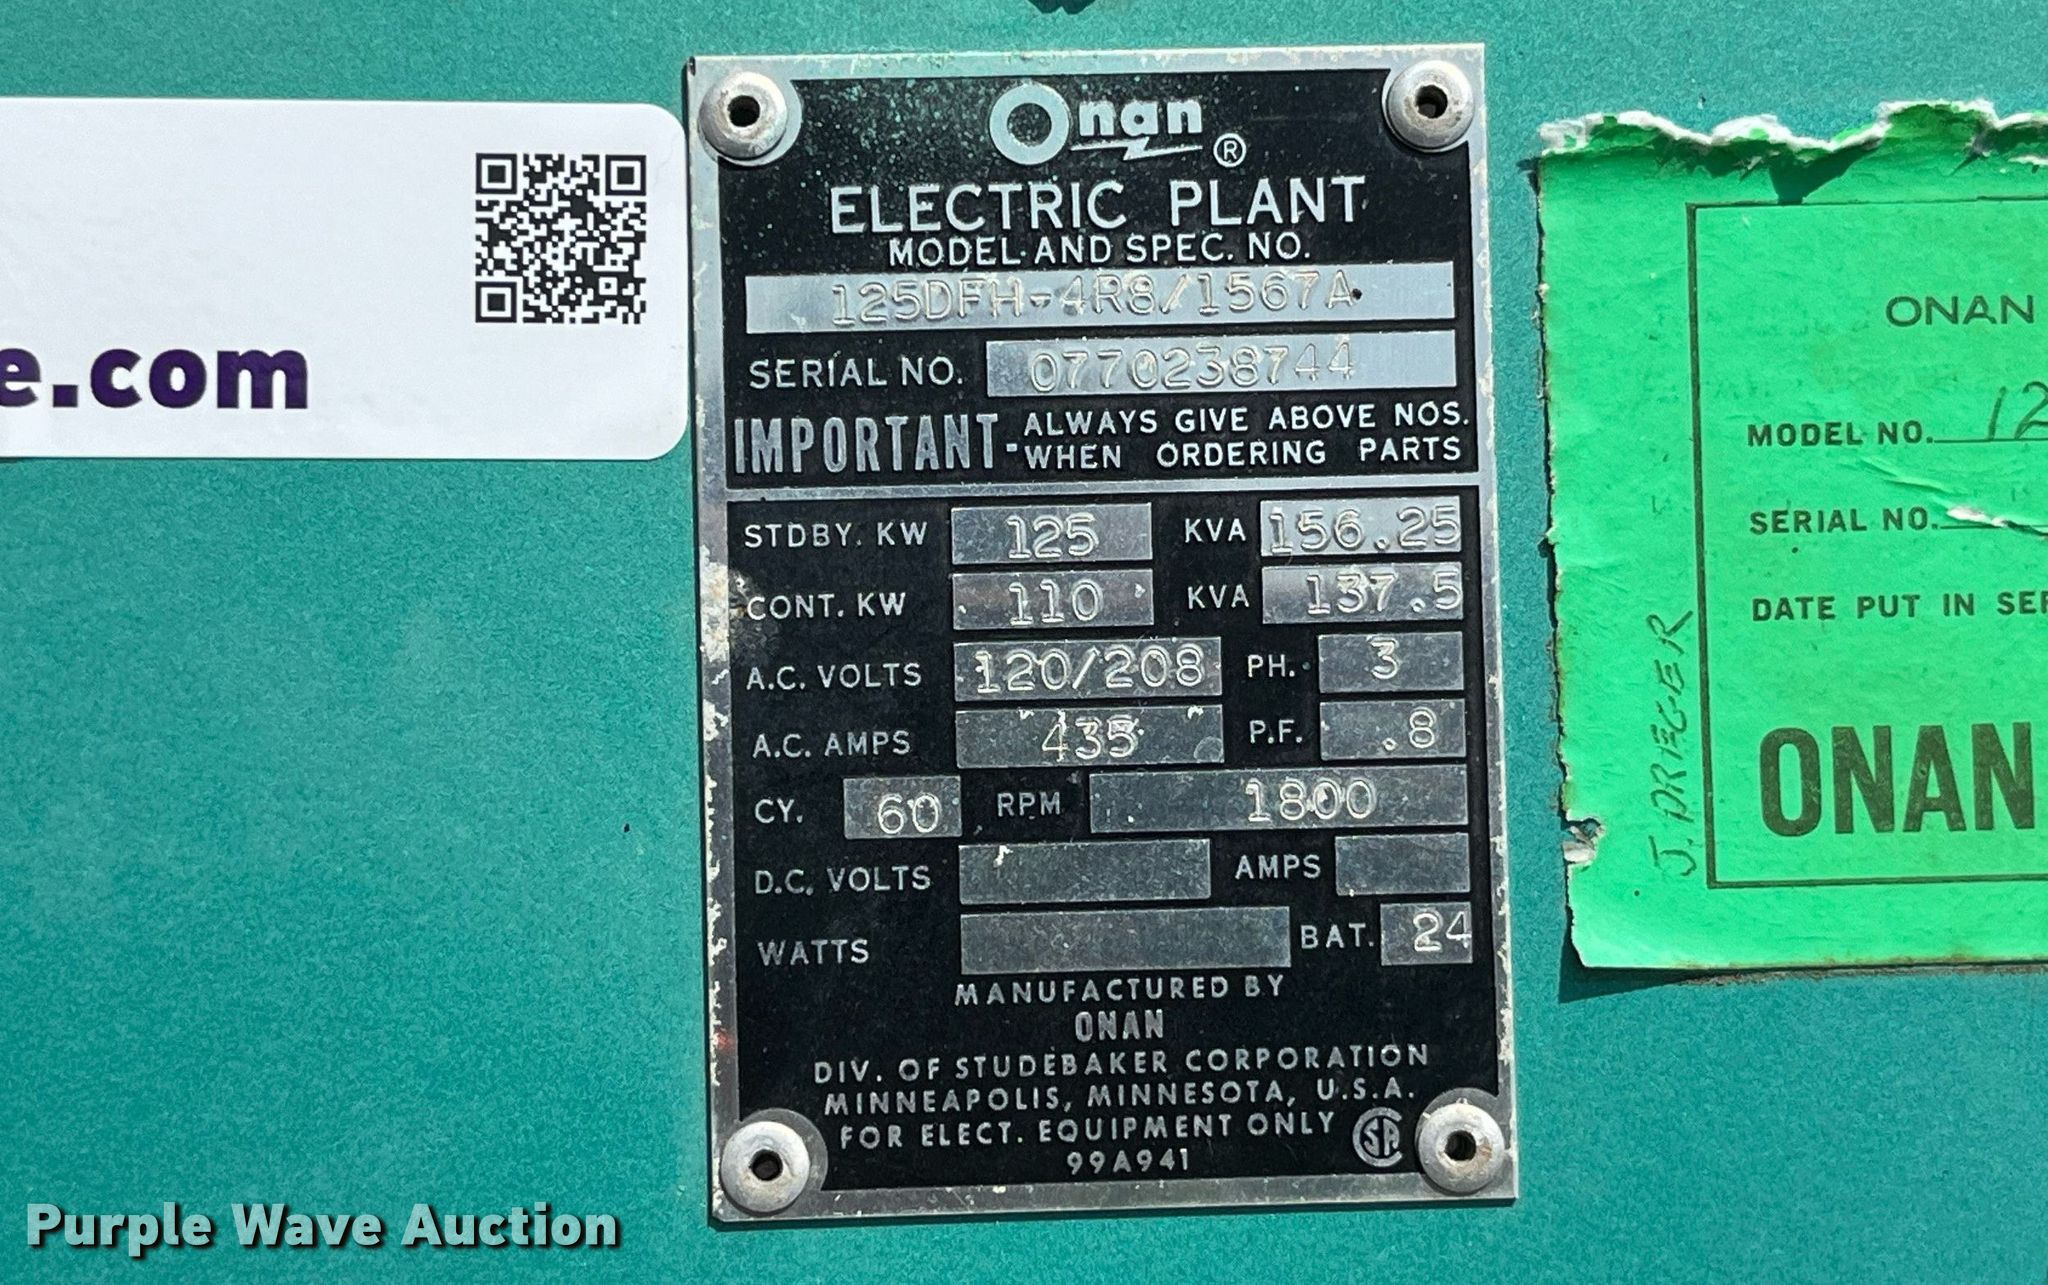 e.com
Onan®
ELECTRIC PLANT
MODEL AND SPEC. NO.
125DFH-4R8/1567A
SERIAL NO. 0770238744
IMPORTANT- ALWAYS GIVE ABOVE NOS.
WHEN ORDERING PARTS
STDBY. KW 125 KVA 156.25
CONT. KW 110 KVA 137.5
A.C. VOLTS 120/208 PH. 3
A.C. AMPS 435 P.F. .8
CY. 60 RPM 1800
D.C. VOLTS AMPS
WATTS BAT. 24
MANUFACTURED BY
ONAN
DIV. OF STUDEBAKER CORPORATION
MINNEAPOLIS, MINNESOTA, U.S.A.
FOR ELECT. EQUIPMENT ONLY SA
99A941
ONAN
MODEL NO. 12
SERIAL NO.
DATE PUT IN SER
ONAN
J. DREGER
Purple Wave Auction